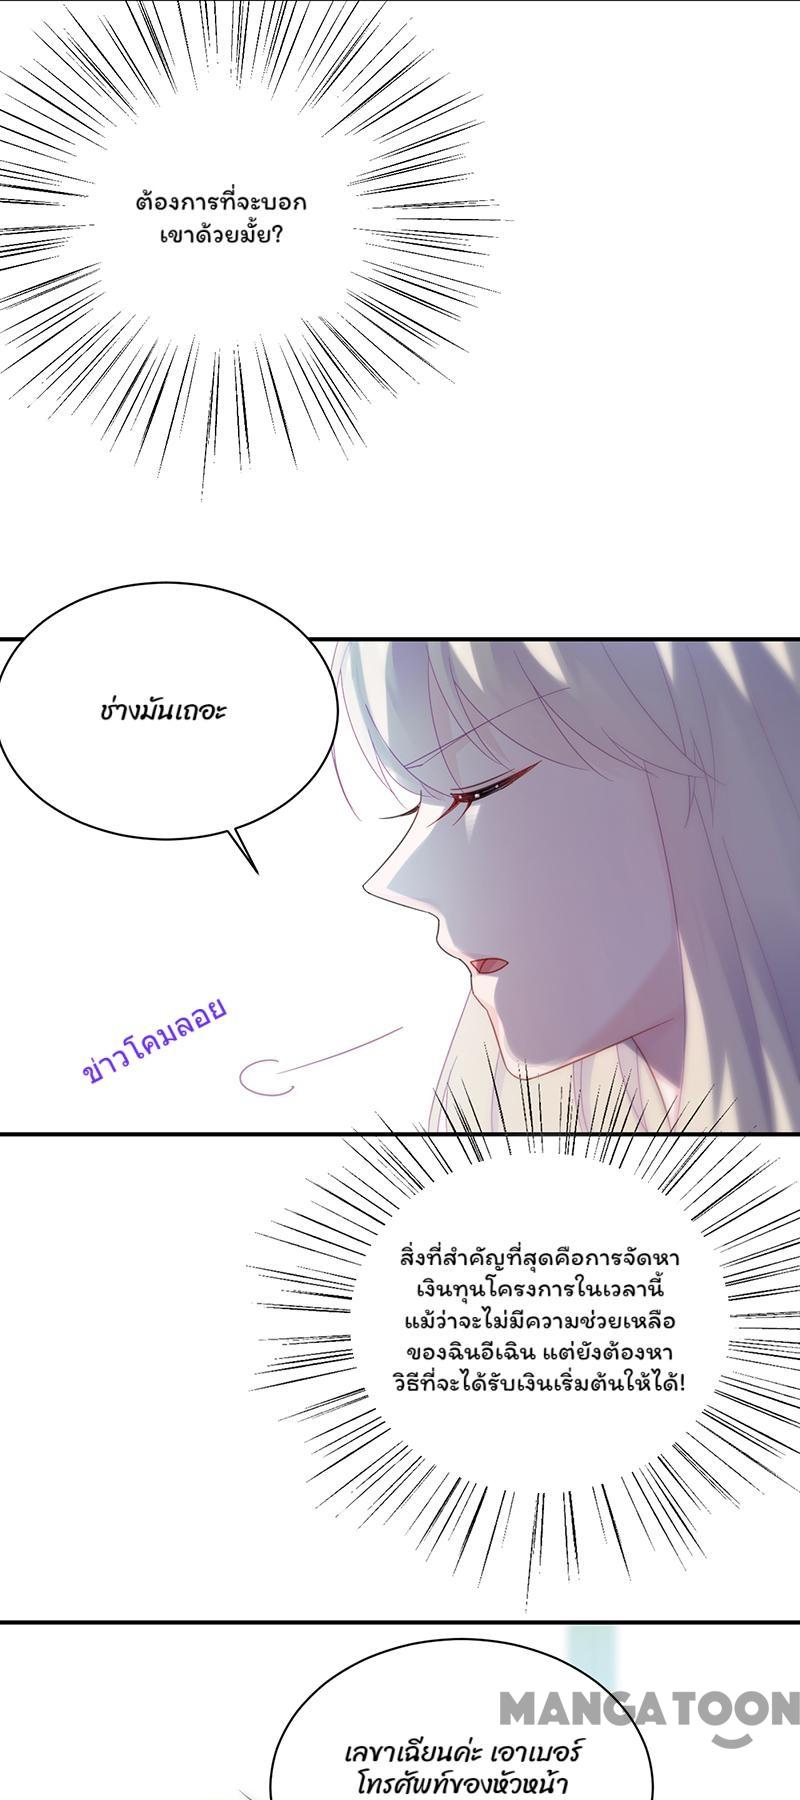 ต้องการที่จะบอก
เขาด้วยมั้ย?
ช่างมันเถอะ
ข่าวโคมลอย
สิ่งที่สำคัญที่สุดคือการจัดหา
เงินทุนโครงการในเวลานี้
แม้ว่าจะไม่มีความช่วยเหลือ
ของฉินอีเฉิน แต่ยังต้องหา
วิธีที่จะได้รับเงินเริ่มต้นให้ได้!
MANGATOON
เลขาเฉียนค่ะ เอาเบอร์
โทรศัพท์ของหัวหน้า